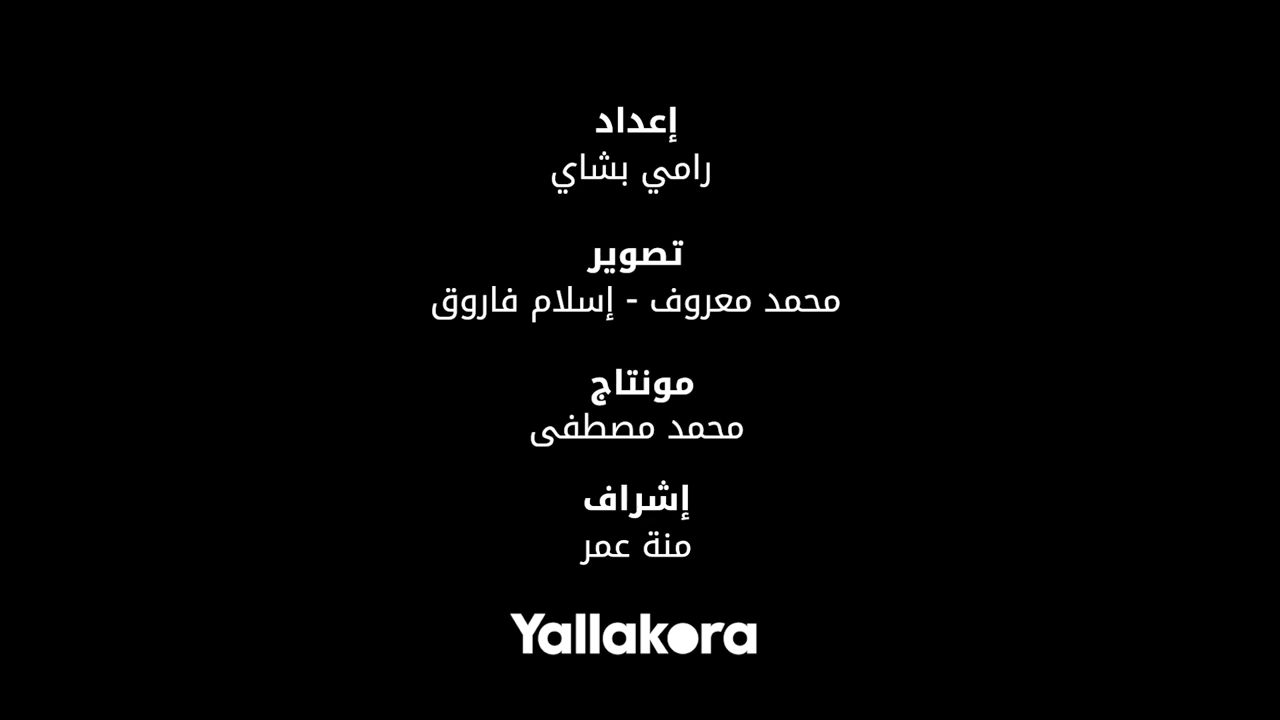 إعداد
رامي بشاي
تصوير
محمد معروف - إسلام فاروق
مونتاج
محمد مصطفى
إشراف
منة عمر
Yallakora